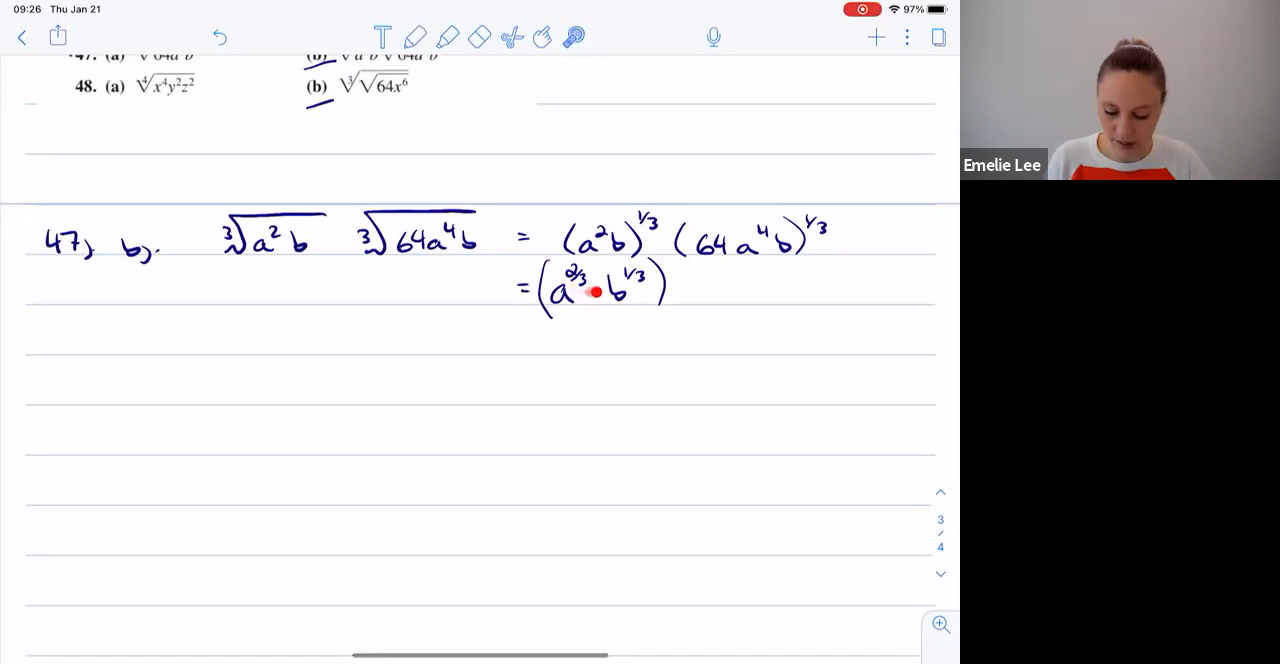 09:26 Thu Jan 21 97%
48. (a) ∜x⁴y²z² (b) ∛√64x⁶
Emelie Lee
47, b). ∛a²b ∛64a⁴b = (a²b)^1/3 (64a⁴b)^1/3
= (a^2/3 b^1/3)
3
/
4